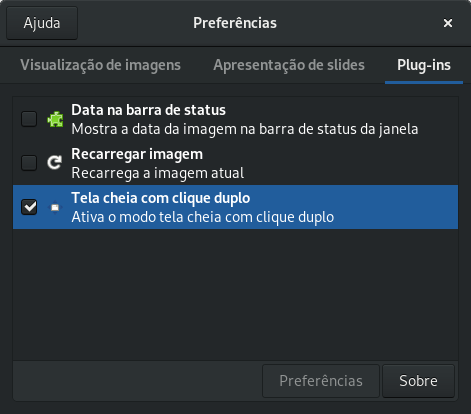 Ajuda
Preferências
Visualização de imagens
Apresentação de slides
Plug-ins
Data na barra de status
Mostra a data da imagem na barra de status da janela
Recarregar imagem
Recarrega a imagem atual
Tela cheia com clique duplo
Ativa o modo tela cheia com clique duplo
Preferências
Sobre